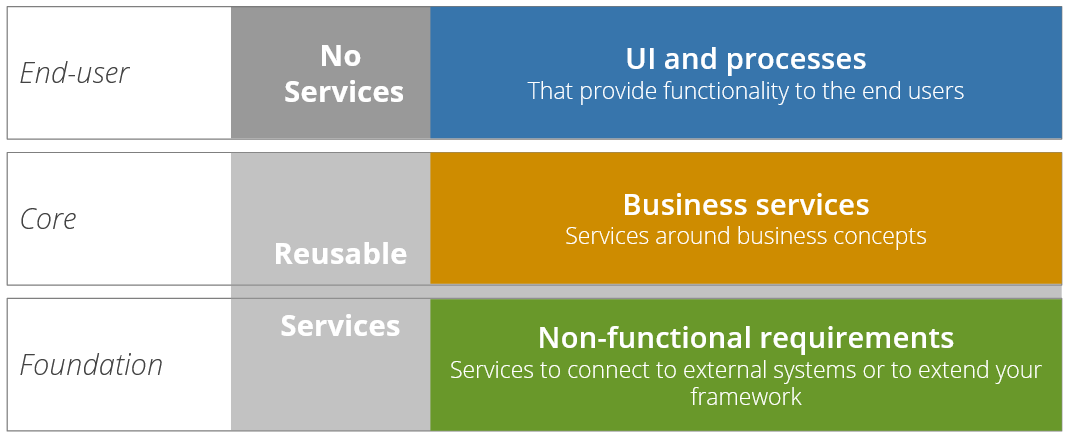 End-user
No
Services
UI and processes
That provide functionality to the end users
Core
Reusable
Business services
Services around business concepts
Foundation
Services
Non-functional requirements
Services to connect to external systems or to extend your
framework